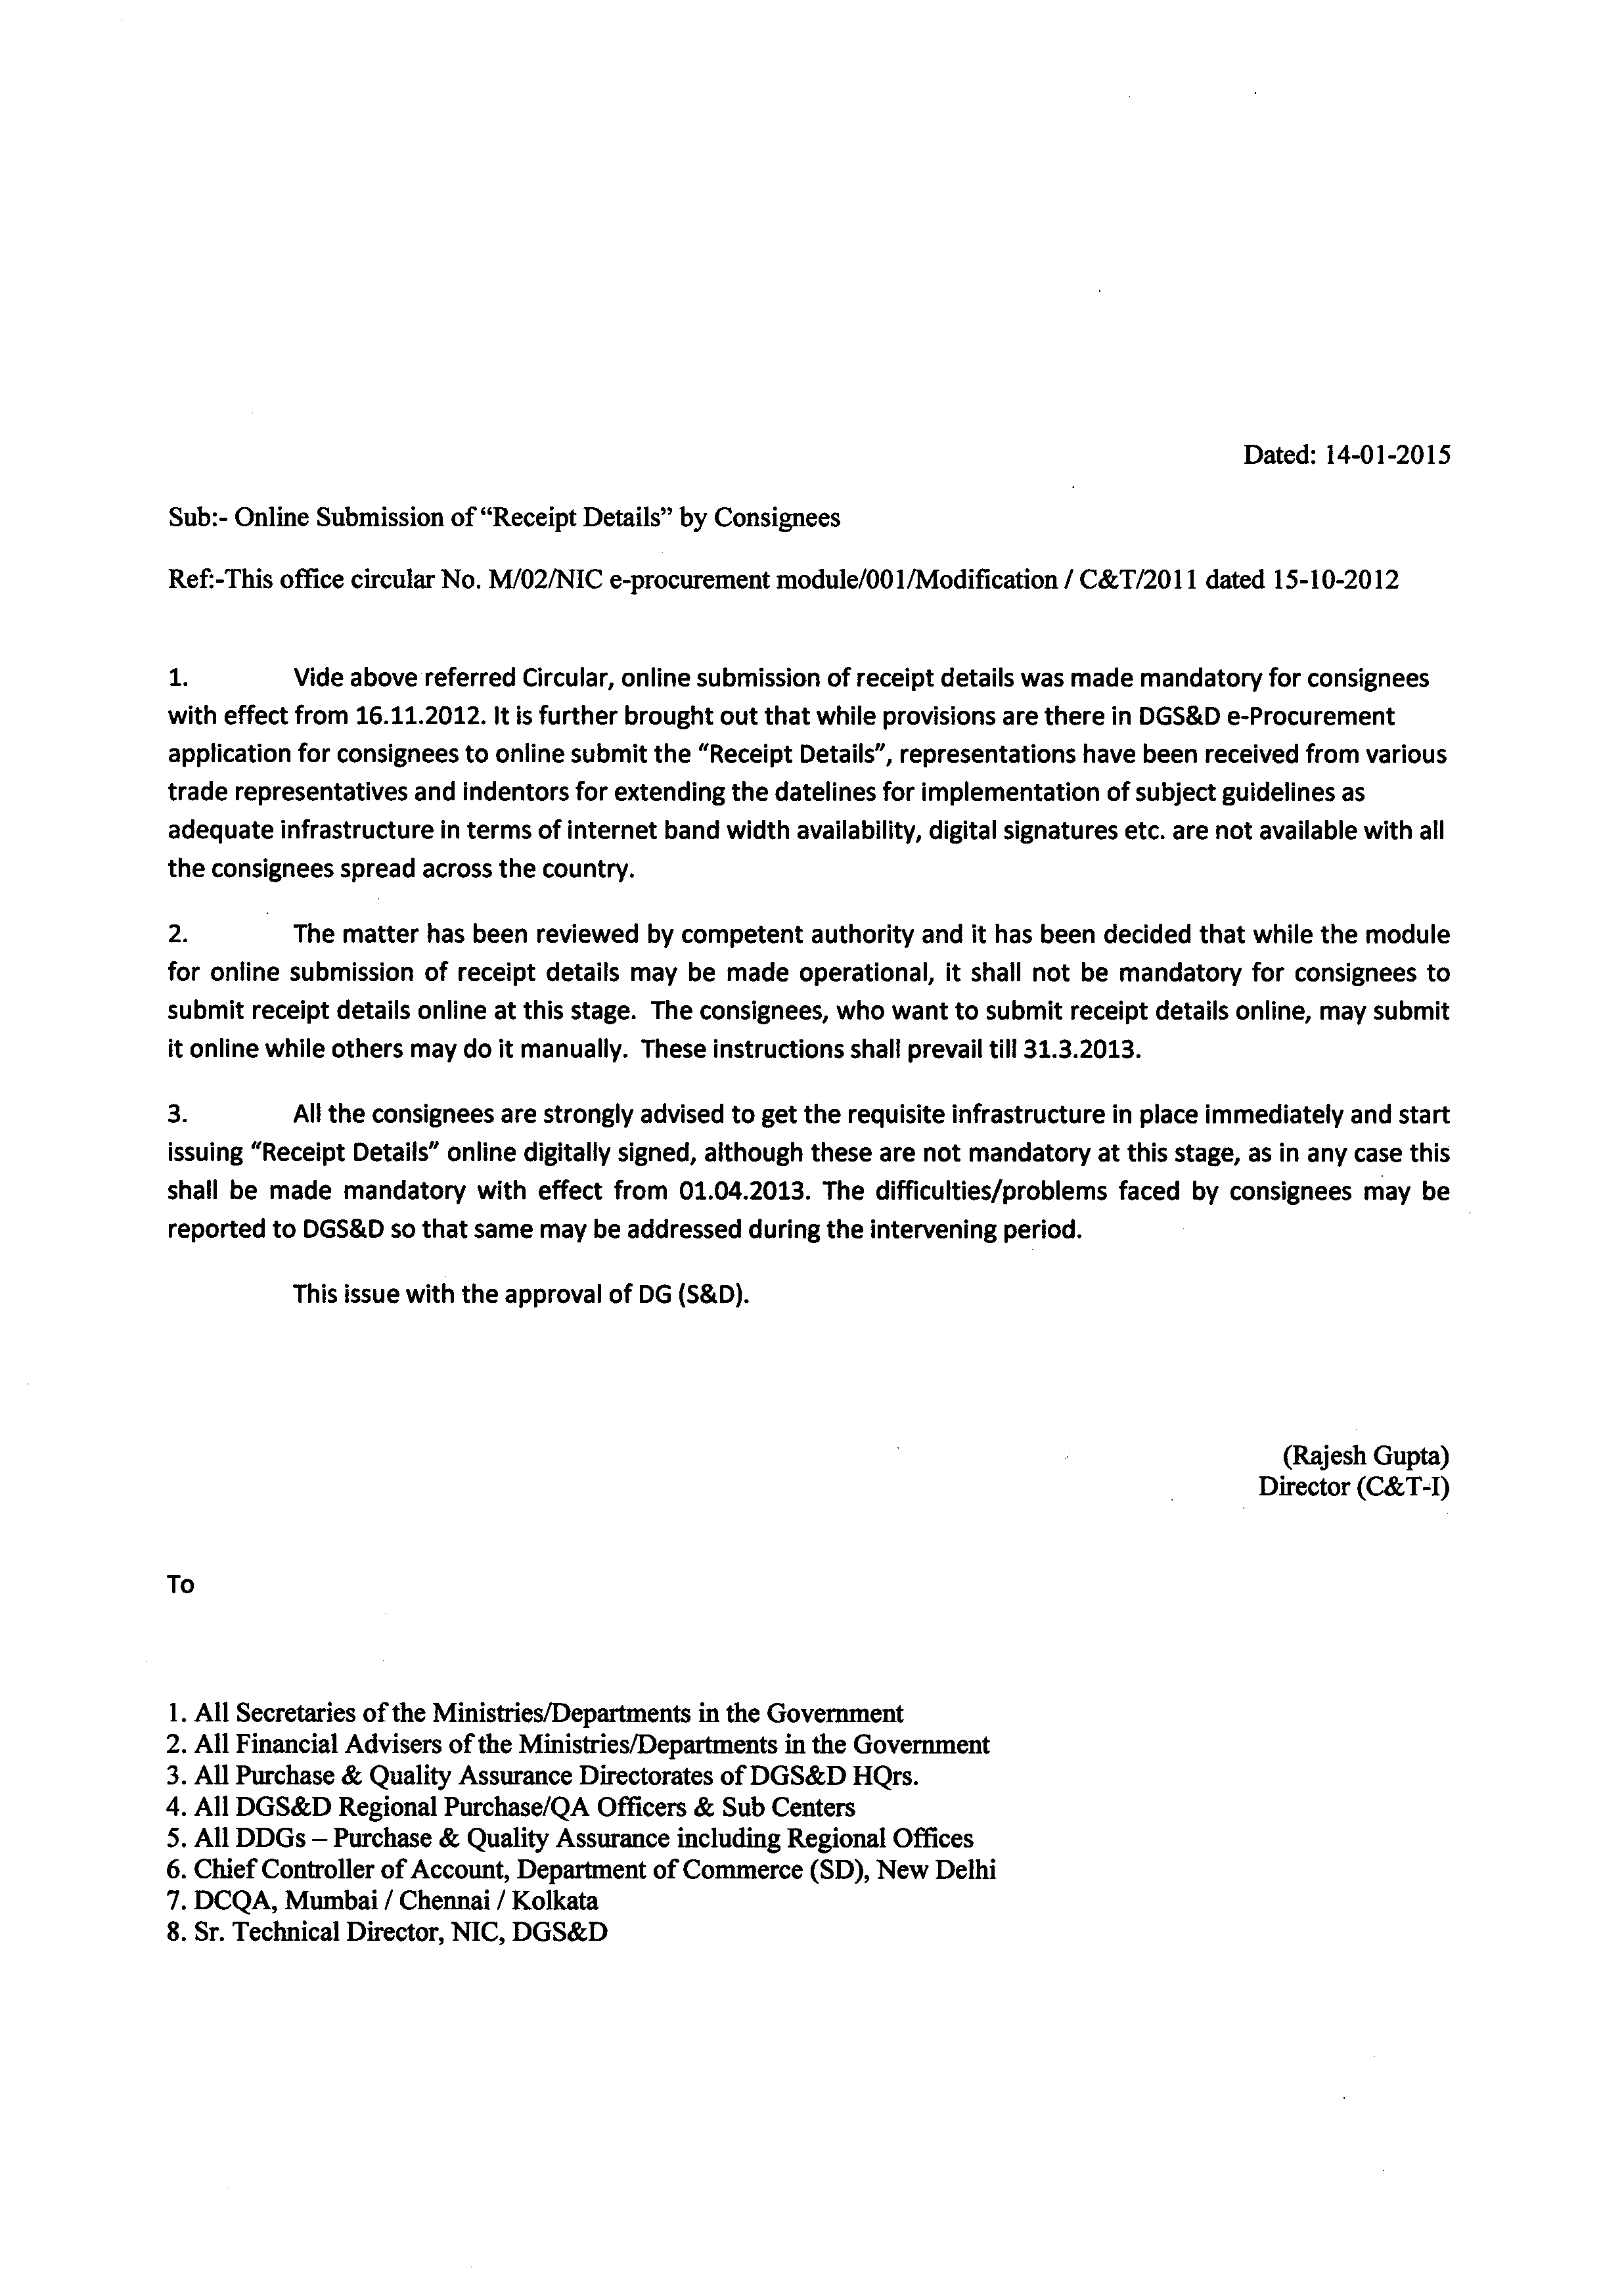 Dated: 14-01-2015
Sub:- Online Submission of “Receipt Details” by Consignees
Ref:-This office circular No. M/02/NIC e-procurement module/001/Modification / C&T/2011 dated 15-10-2012
1. Vide above referred Circular, online submission of receipt details was made mandatory for consignees
with effect from 16.11.2012. It is further brought out that while provisions are there in DGS&D e-Procurement
application for consignees to online submit the “Receipt Details”, representations have been received from various
trade representatives and indentors for extending the datelines for implementation of subject guidelines as
adequate infrastructure in terms of internet band width availability, digital signatures etc. are not available with all
the consignees spread across the country.
2. The matter has been reviewed by competent authority and it has been decided that while the module
for online submission of receipt details may be made operational, it shall not be mandatory for consignees to
submit receipt details online at this stage. The consignees, who want to submit receipt details online, may submit
it online while others may do it manually. These instructions shall prevail till 31.3.2013.
3. All the consignees are strongly advised to get the requisite infrastructure in place immediately and start
issuing “Receipt Details” online digitally signed, although these are not mandatory at this stage, as in any case this
shall be made mandatory with effect from 01.04.2013. The difficulties/problems faced by consignees may be
reported to DGS&D so that same may be addressed during the intervening period.
This issue with the approval of DG (S&D).
(Rajesh Gupta)
Director (C&T-I)
To
1. All Secretaries of the Ministries/Departments in the Government
2. All Financial Advisers of the Ministries/Departments in the Government
3. All Purchase & Quality Assurance Directorates of DGS&D HQrs.
4. All DGS&D Regional Purchase/QA Officers & Sub Centers
5. All DDGs – Purchase & Quality Assurance including Regional Offices
6. Chief Controller of Account, Department of Commerce (SD), New Delhi
7. DCQA, Mumbai / Chennai / Kolkata
8. Sr. Technical Director, NIC, DGS&D